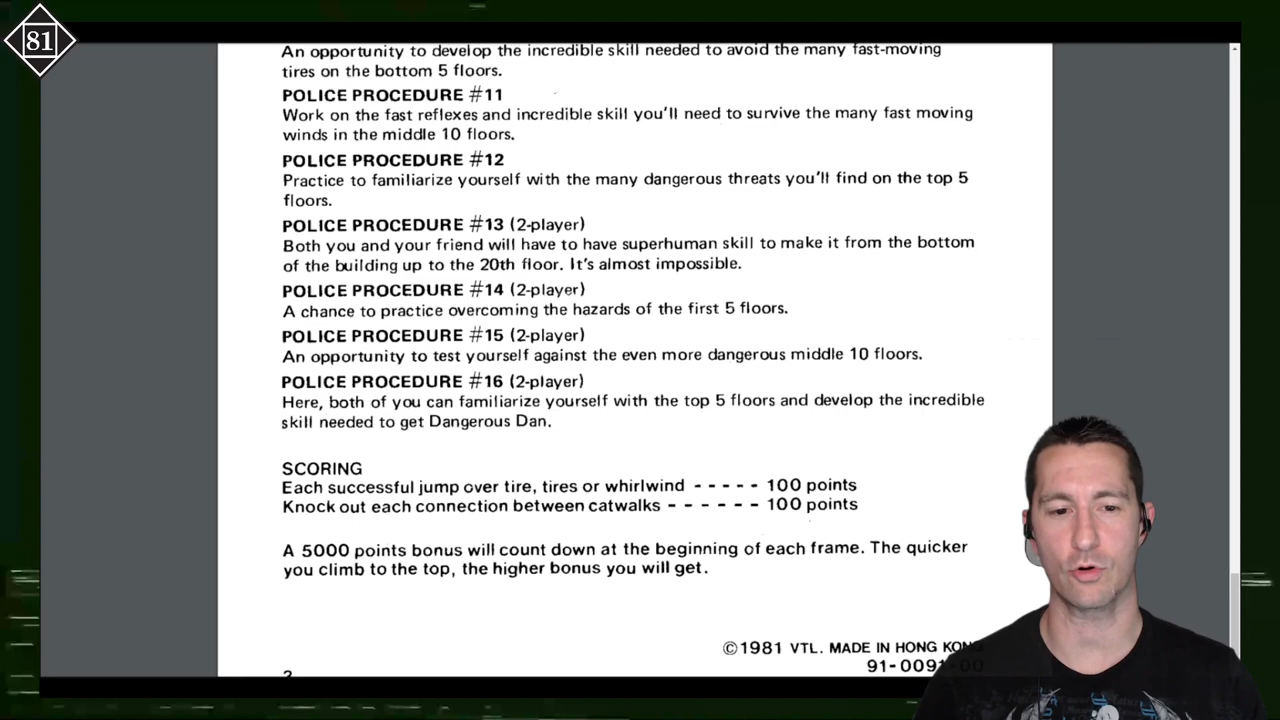 81
An opportunity to develop the incredible skill needed to avoid the many fast-moving
tires on the bottom 5 floors.
POLICE PROCEDURE #11
Work on the fast reflexes and incredible skill you'll need to survive the many fast moving
winds in the middle 10 floors.
POLICE PROCEDURE #12
Practice to familiarize yourself with the many dangerous threats you'll find on the top 5
floors.
POLICE PROCEDURE #13 (2-player)
Both you and your friend will have to have superhuman skill to make it from the bottom
of the building up to the 20th floor. It's almost impossible.
POLICE PROCEDURE #14 (2-player)
A chance to practice overcoming the hazards of the first 5 floors.
POLICE PROCEDURE #15 (2-player)
An opportunity to test yourself against the even more dangerous middle 10 floors.
POLICE PROCEDURE #16 (2-player)
Here, both of you can familiarize yourself with the top 5 floors and develop the incredible
skill needed to get Dangerous Dan.
SCORING
Each successful jump over tire, tires or whirlwind - - - - - 100 points
Knock out each connection between catwalks - - - - - - 100 points
A 5000 points bonus will count down at the beginning of each frame. The quicker
you climb to the top, the higher bonus you will get.
©1981 VTL. MADE IN HONG KONG
91-0091-00